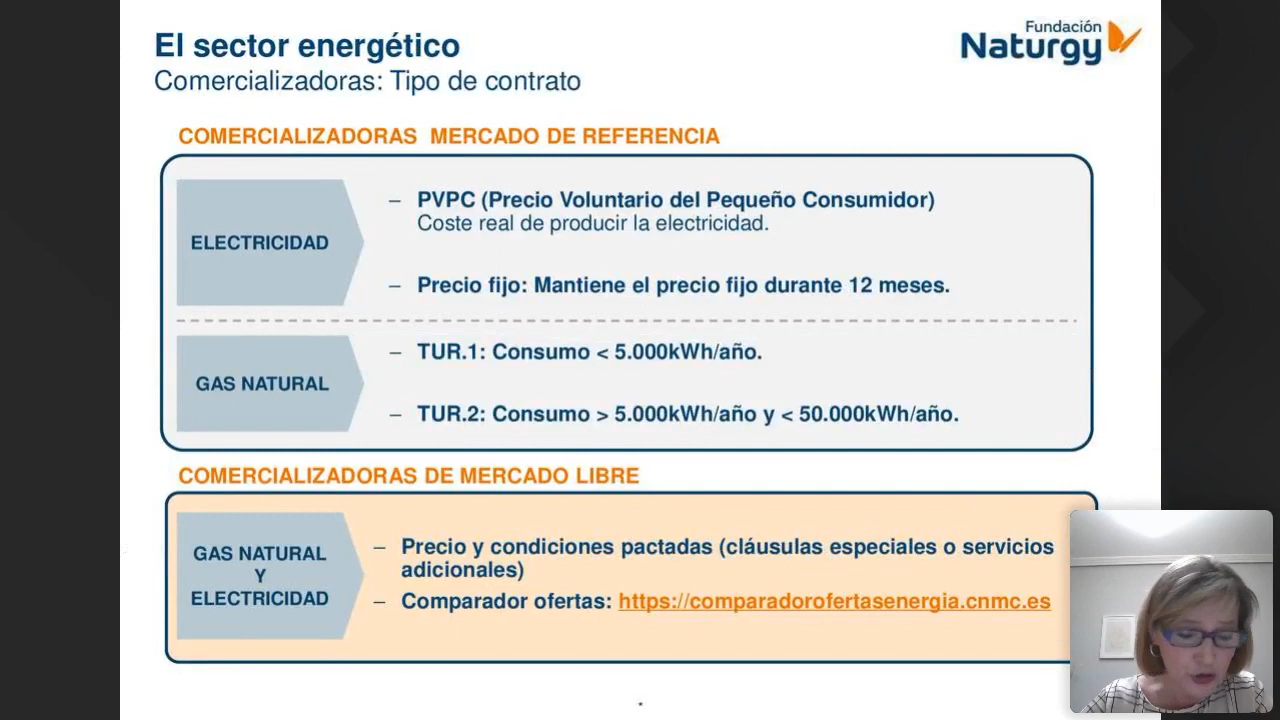 El sector energético
Comercializadoras: Tipo de contrato
Fundación
Naturgy
COMERCIALIZADORAS MERCADO DE REFERENCIA
ELECTRICIDAD
– PVPC (Precio Voluntario del Pequeño Consumidor)
Coste real de producir la electricidad.
– Precio fijo: Mantiene el precio fijo durante 12 meses.
GAS NATURAL
– TUR.1: Consumo < 5.000kWh/año.
– TUR.2: Consumo > 5.000kWh/año y < 50.000kWh/año.
COMERCIALIZADORAS DE MERCADO LIBRE
GAS NATURAL
Y
ELECTRICIDAD
– Precio y condiciones pactadas (cláusulas especiales o servicios
adicionales)
– Comparador ofertas: https://comparadorofertasenergia.cnmc.es